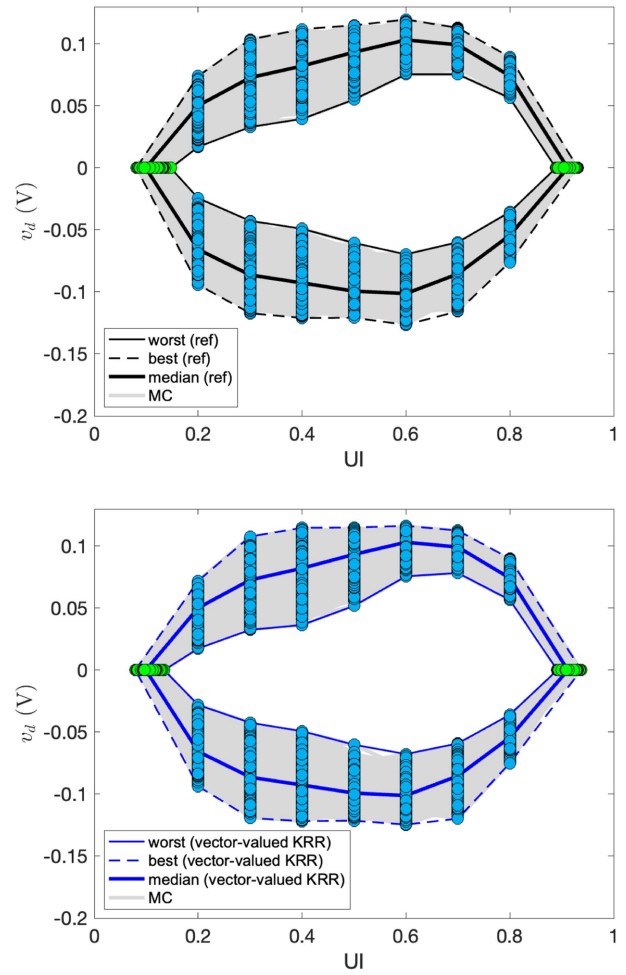 0.1
0.05
0
-0.05
-0.1
-0.15
-0.2
v_d (V)
worst (ref)
best (ref)
median (ref)
MC
0 0.2 0.4 0.6 0.8 1
UI
0.1
0.05
0
-0.05
-0.1
-0.15
-0.2
v_d (V)
worst (vector-valued KRR)
best (vector-valued KRR)
median (vector-valued KRR)
MC
0 0.2 0.4 0.6 0.8 1
UI